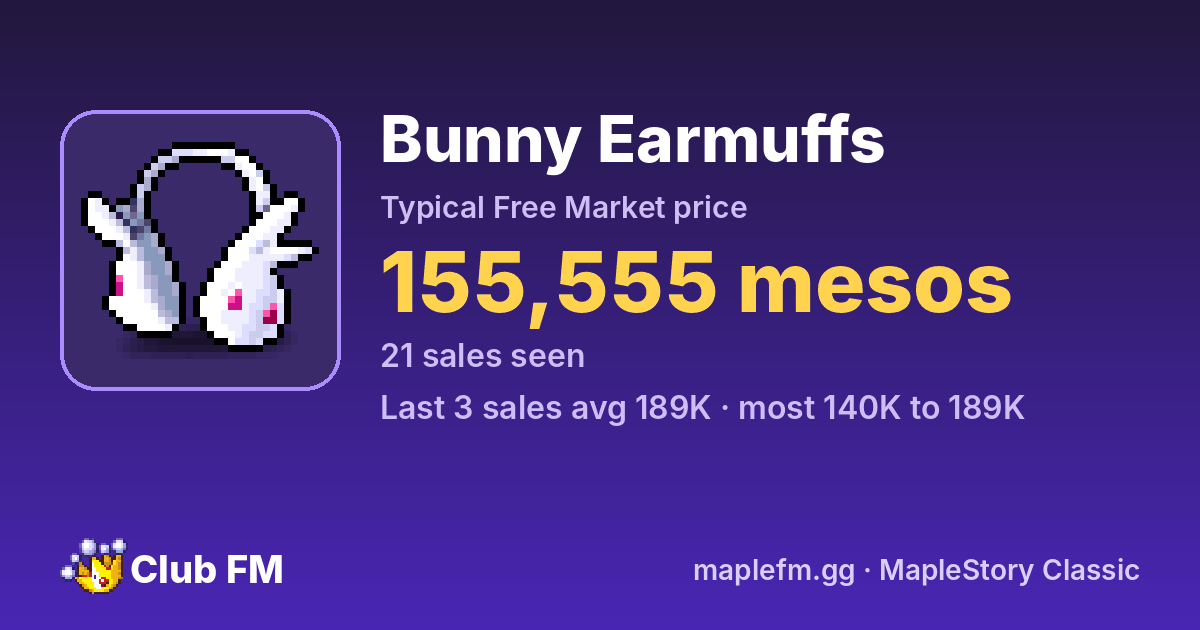 Bunny Earmuffs
Typical Free Market price
155,555 mesos
21 sales seen
Last 3 sales avg 189K · most 140K to 189K
Club FM
maplefm.gg · MapleStory Classic